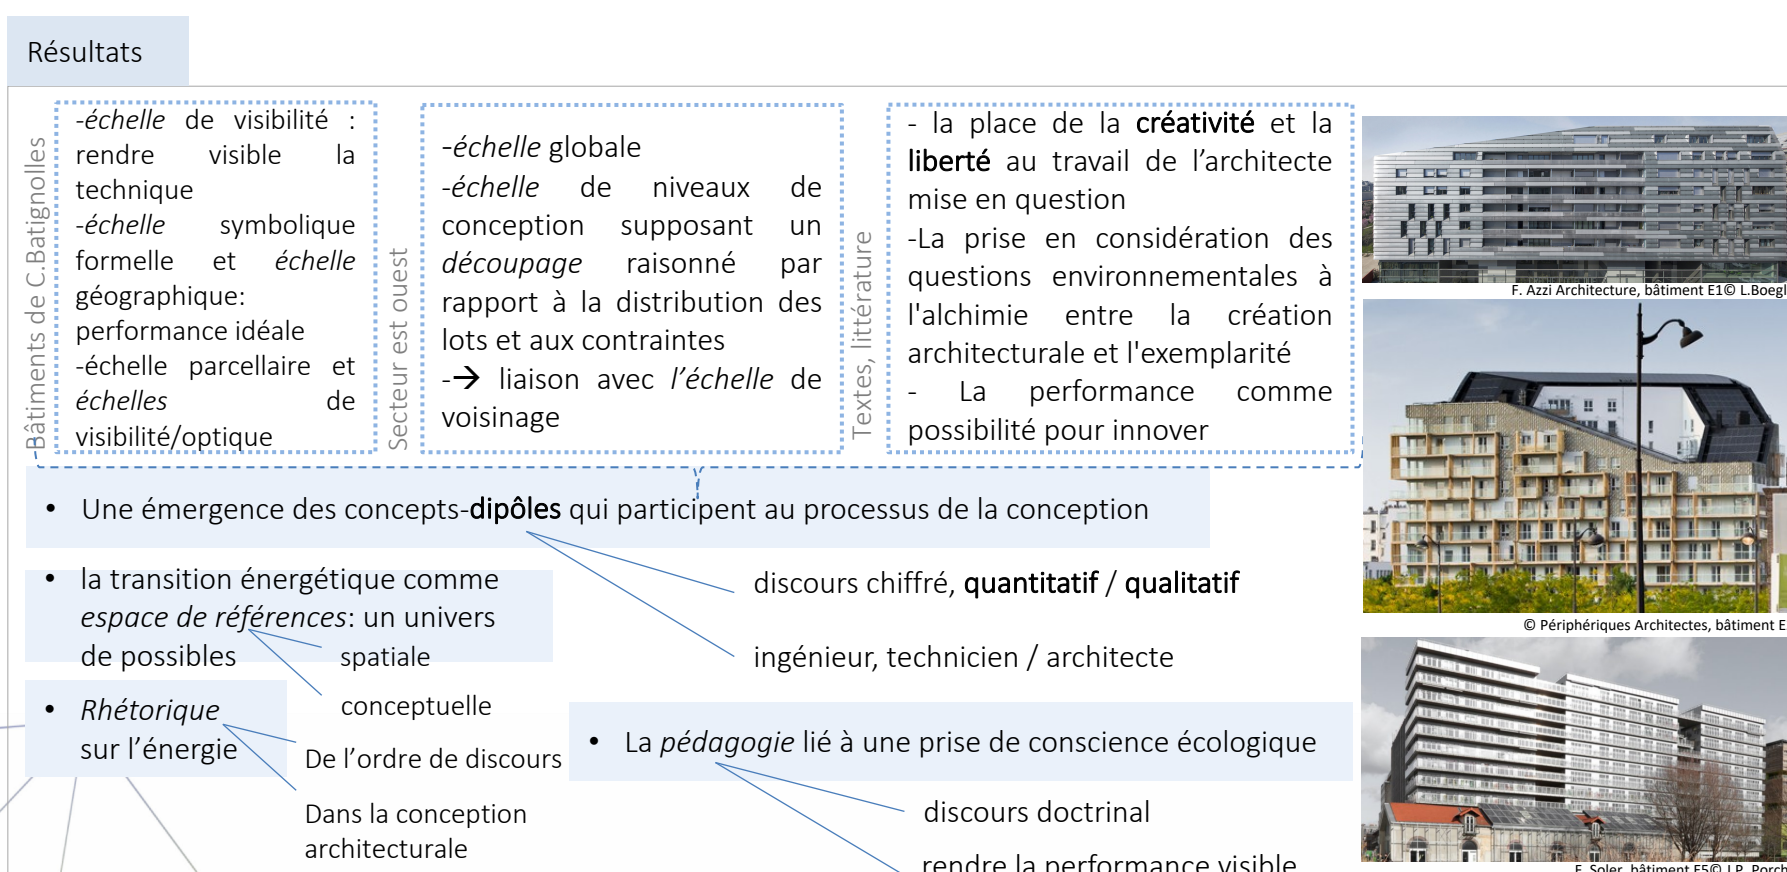 Résultats
Bâtiments de C.Batignolles
-échelle de visibilité :
rendre visible la
technique
-échelle symbolique
formelle et échelle
géographique:
performance idéale
-échelle parcellaire et
échelles de
visibilité/optique
Secteur est ouest
-échelle globale
-échelle de niveaux de
conception supposant un
découpage raisonné par
rapport à la distribution des
lots et aux contraintes
-→ liaison avec l’échelle de
voisinage
Textes, littérature
- la place de la créativité et la
liberté au travail de l’architecte
mise en question
-La prise en considération des
questions environnementales à
l'alchimie entre la création
architecturale et l'exemplarité
- La performance comme
possibilité pour innover
F. Azzi Architecture, bâtiment E1© L.Boegl
© Périphériques Architectes, bâtiment E
F. Soler, bâtiment E5© J.P. Porch
• Une émergence des concepts-dipôles qui participent au processus de la conception
discours chiffré, quantitatif / qualitatif
ingénieur, technicien / architecte
• la transition énergétique comme
espace de références: un univers
de possibles
spatiale
conceptuelle
• Rhétorique
sur l’énergie
De l’ordre de discours
Dans la conception
architecturale
• La pédagogie lié à une prise de conscience écologique
discours doctrinal
rendre la performance visible